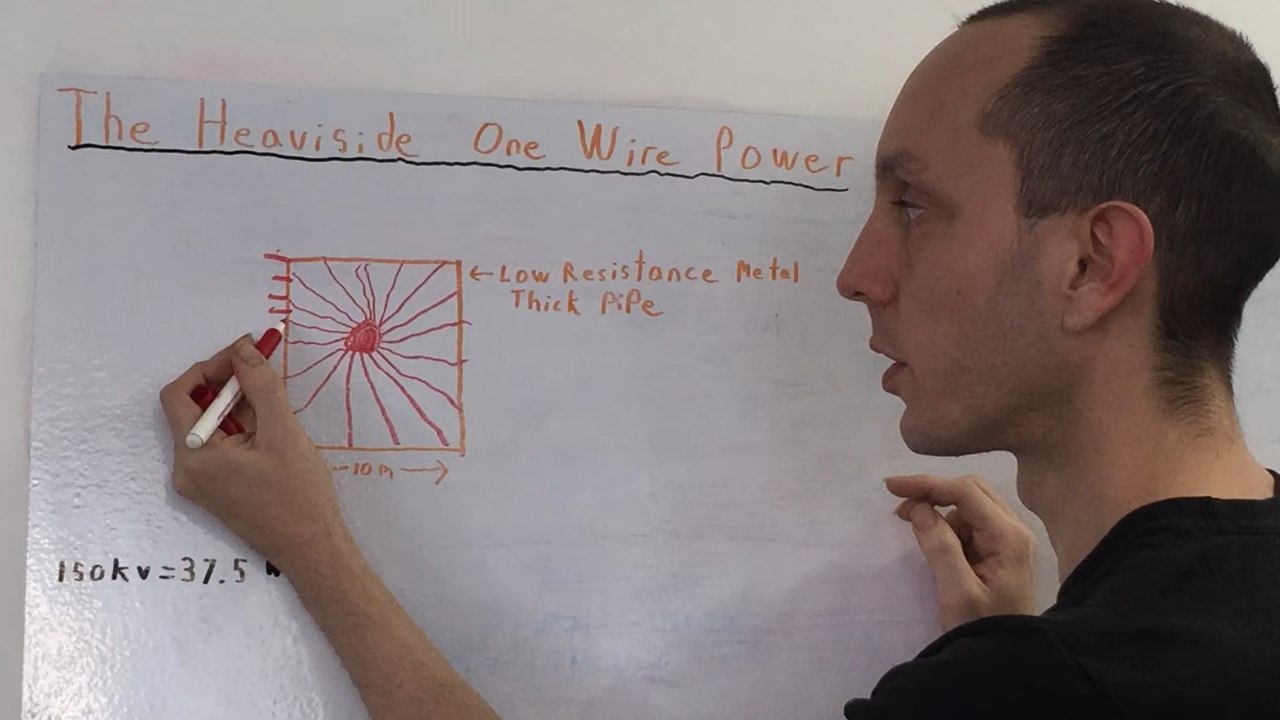 The Heaviside One Wire Power
←Low Resistance Metal
Thick PiPe
-10 m→
150kv=37.5